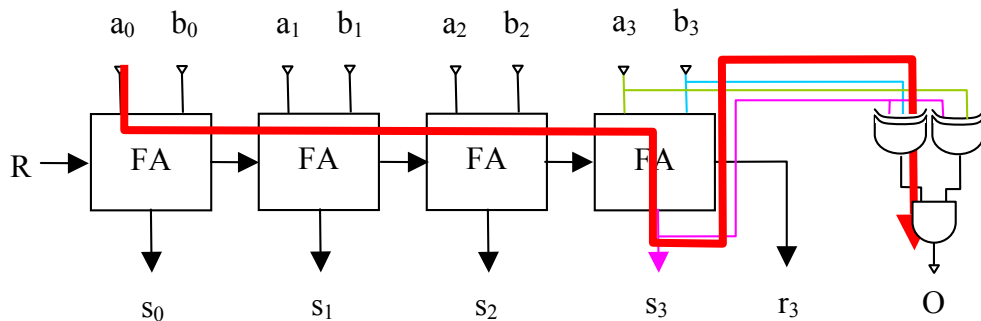 a₀ b₀ a₁ b₁ a₂ b₂ a₃ b₃
R FA FA FA FA
s₀ s₁ s₂ s₃ r₃ O